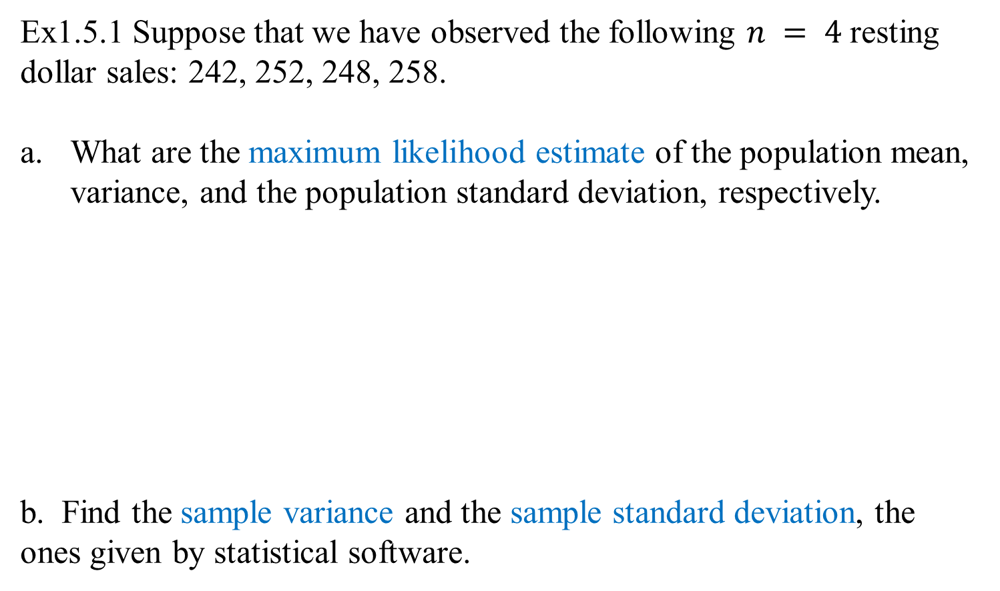 Ex1.5.1 Suppose that we have observed the following n = 4 resting
dollar sales: 242, 252, 248, 258.
a. What are the maximum likelihood estimate of the population mean,
variance, and the population standard deviation, respectively.
b. Find the sample variance and the sample standard deviation, the
ones given by statistical software.